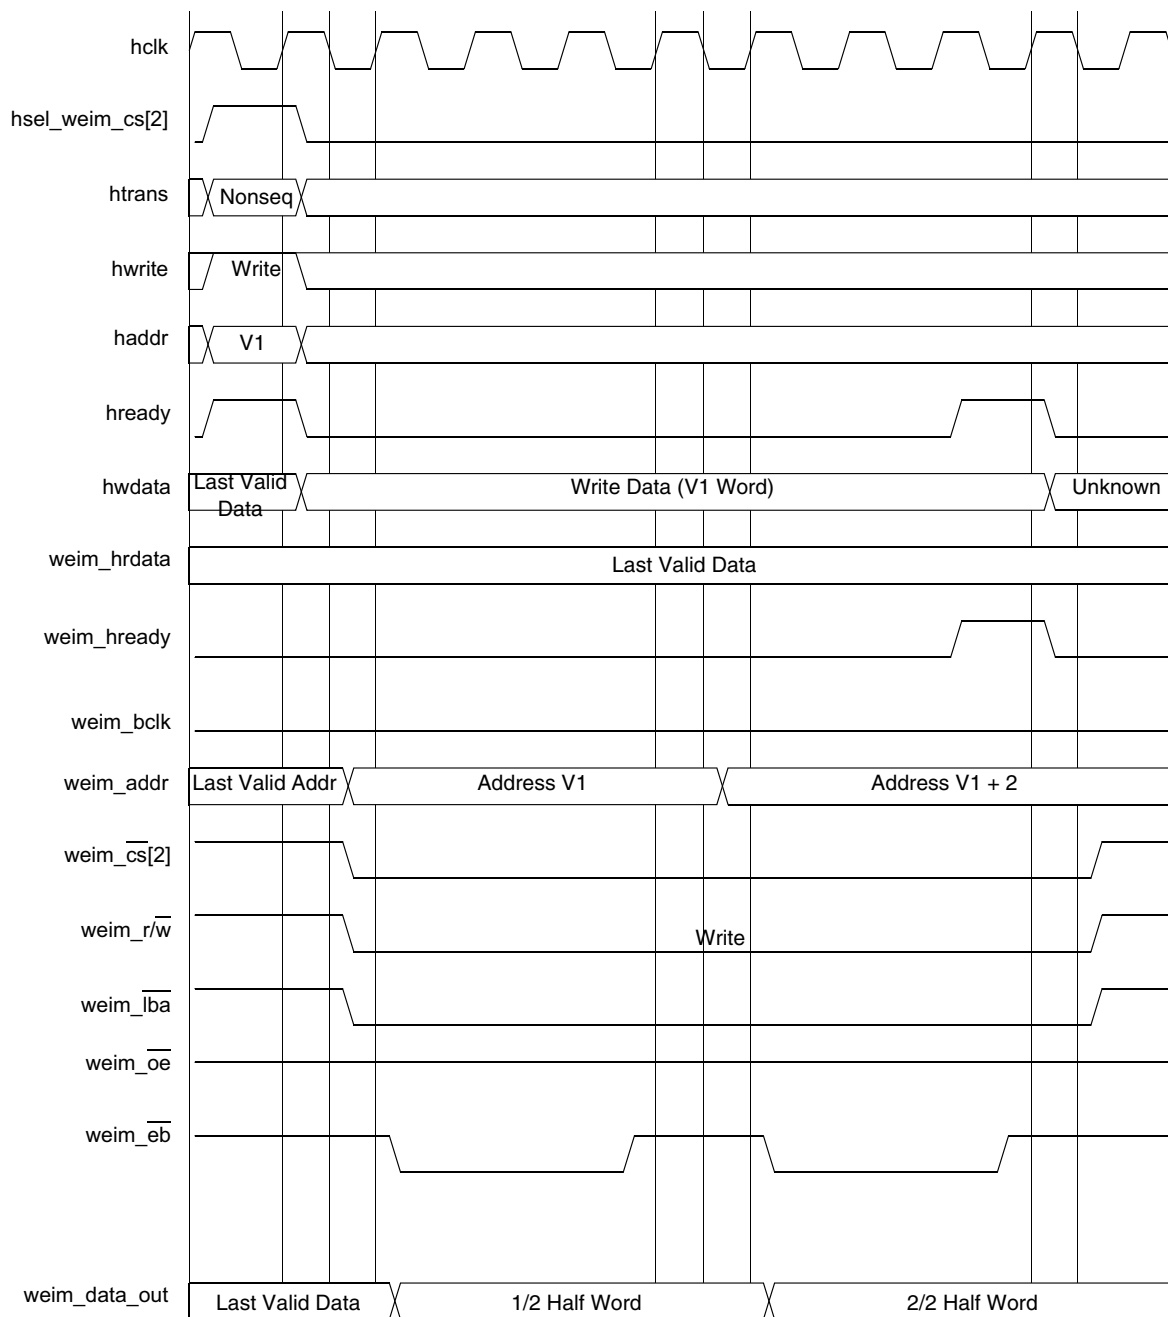 hclk
hsel_weim_cs[2]
htrans
Nonseq
hwrite
Write
haddr
V1
hready
hwdata
Last Valid
Data
Write Data (V1 Word)
Unknown
weim_hrdata
Last Valid Data
weim_hready
weim_bclk
weim_addr
Last Valid Addr
Address V1
Address V1 + 2
weim_cs[2]
weim_r/w
Write
weim_lba
weim_oe
weim_eb
weim_data_out
Last Valid Data
1/2 Half Word
2/2 Half Word